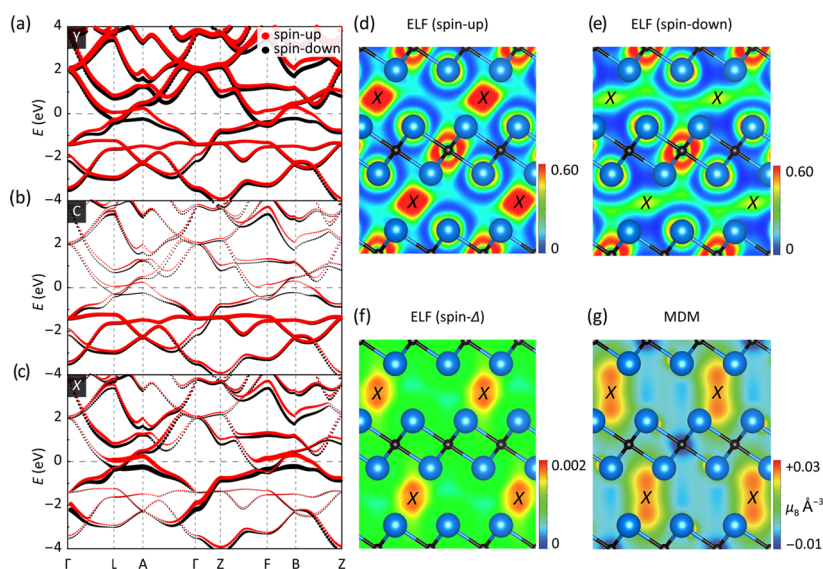 (a)
Y
spin-up
spin-down
4
2
0
−2
−4
E (eV)
(b)
C
2
0
−2
−4
E (eV)
(c)
X
2
0
−2
−4
E (eV)
Γ L A Γ Z F B Z
(d) ELF (spin-up)
X X
X X
0.60
0
(e) ELF (spin-down)
X X
X X
0.60
0
(f) ELF (spin-Δ)
X X
X X
0.002
0
(g) MDM
X X
X X
+0.03
μB Å−3
−0.01